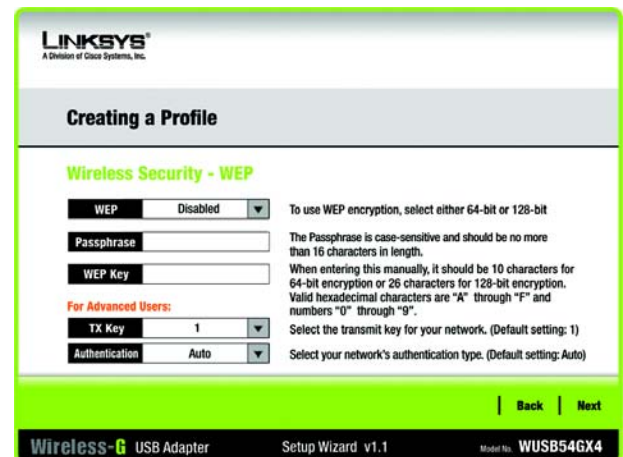 LINKSYS®
A Division of Cisco Systems, Inc.
Creating a Profile
Wireless Security - WEP
WEP Disabled To use WEP encryption, select either 64-bit or 128-bit
Passphrase The Passphrase is case-sensitive and should be no more
than 16 characters in length.
WEP Key When entering this manually, it should be 10 characters for
64-bit encryption or 26 characters for 128-bit encryption.
Valid hexadecimal characters are "A" through "F" and
numbers "0" through "9".
For Advanced Users:
TX Key 1 Select the transmit key for your network. (Default setting: 1)
Authentication Auto Select your network's authentication type. (Default setting: Auto)
Back | Next
Wireless-G USB Adapter Setup Wizard v1.1 Model No. WUSB54GX4